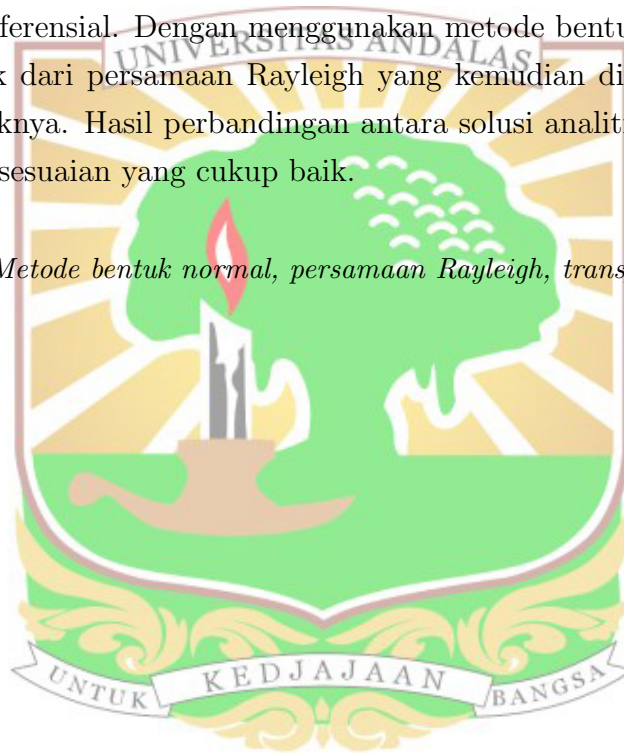 ferensial. Dengan menggunakan metode bentu
UNIVERSITAS ANDALAS
k dari persamaan Rayleigh yang kemudian di
knya. Hasil perbandingan antara solusi analiti
sesuaian yang cukup baik.
Metode bentuk normal, persamaan Rayleigh, trans
UNTUK KEDJAJAAN BANGSA